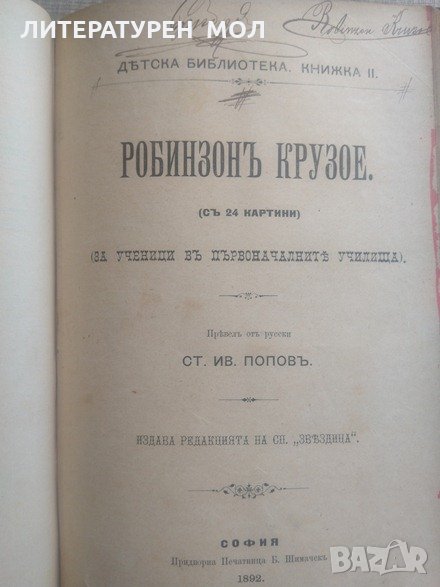 ЛИТЕРАТУРЕН МОЛ
ДѢТСКА БИБЛИОТЕКА. КНИЖКА II.
РОБИНЗОНЪ КРУЗОЕ.
(СЪ 24 КАРТИНИ)
(ЗА УЧЕНИЦИ ВЪ ПЪРВОНАЧАЛНИТѢ УЧИЛИЩА).
Прѣвелъ отъ русски
СТ. ИВ. ПОПОВЪ.
ИЗДАВА РЕДАКЦИЯТА НА СП. „ЗВѢЗДИЦА“.
СОФИЯ
Придворна Печатница Б. Шимачекъ
1892.
bazar